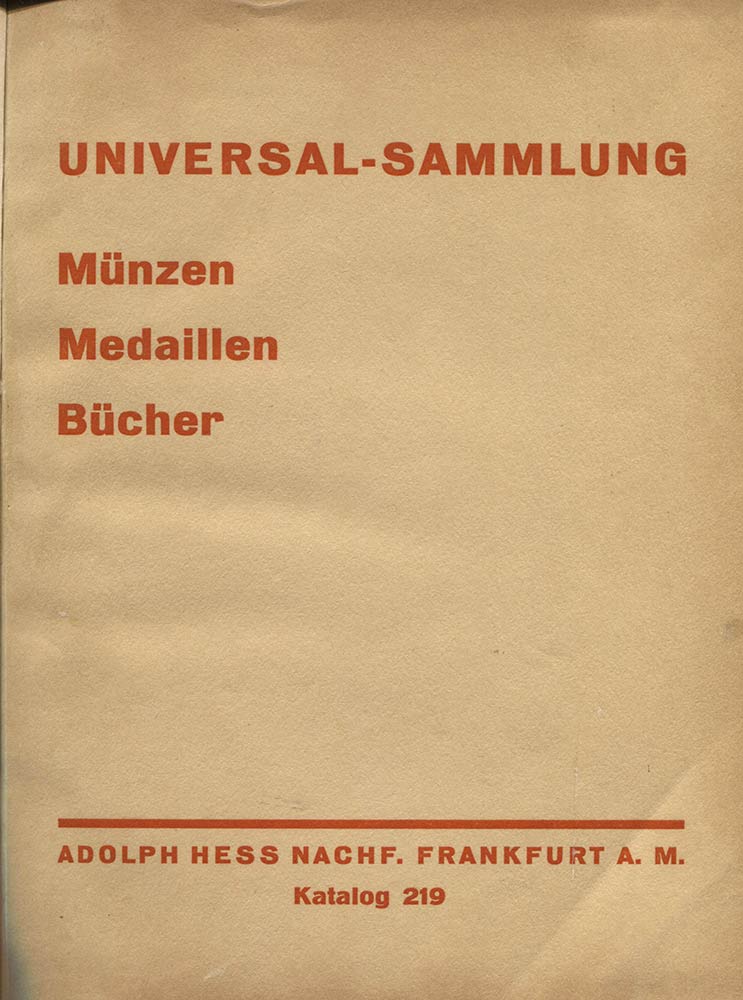 UNIVERSAL-SAMMLUNG
Münzen
Medaillen
Bücher
ADOLPH HESS NACHF. FRANKFURT A. M.
Katalog 219